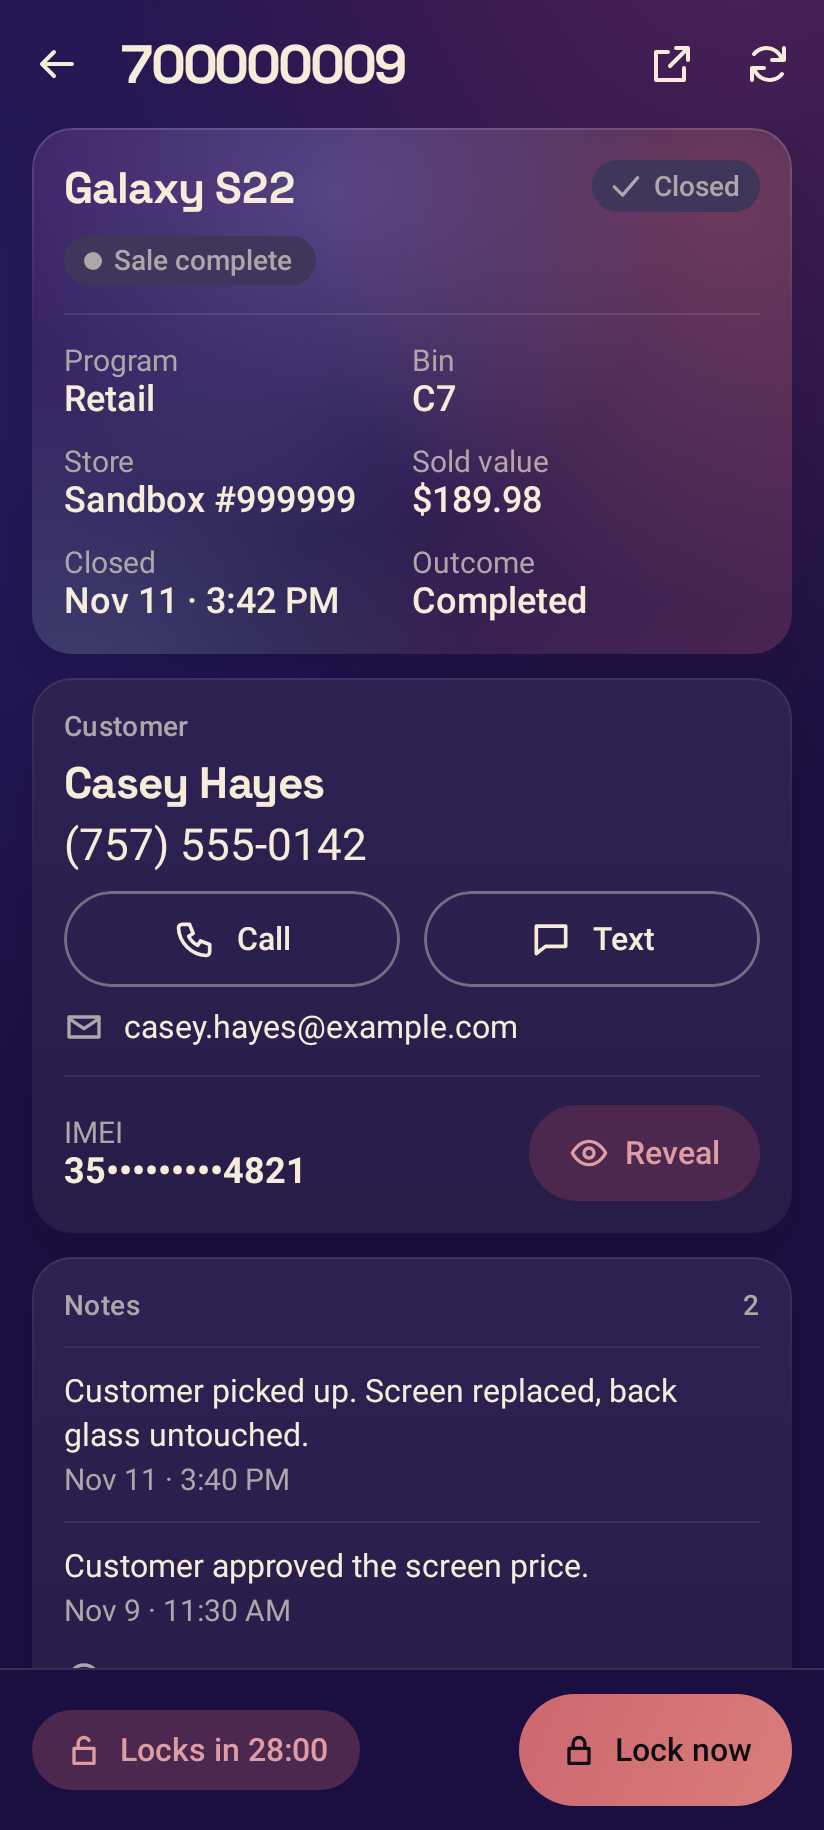 700000009
Galaxy S22
Closed
Sale complete
Program
Retail
Bin
C7
Store
Sandbox #999999
Sold value
$189.98
Closed
Nov 11 · 3:42 PM
Outcome
Completed
Customer
Casey Hayes
(757) 555-0142
Call
Text
casey.hayes@example.com
IMEI
35•••••••••4821
Reveal
Notes
2
Customer picked up. Screen replaced, back
glass untouched.
Nov 11 · 3:40 PM
Customer approved the screen price.
Nov 9 · 11:30 AM
Locks in 28:00
Lock now